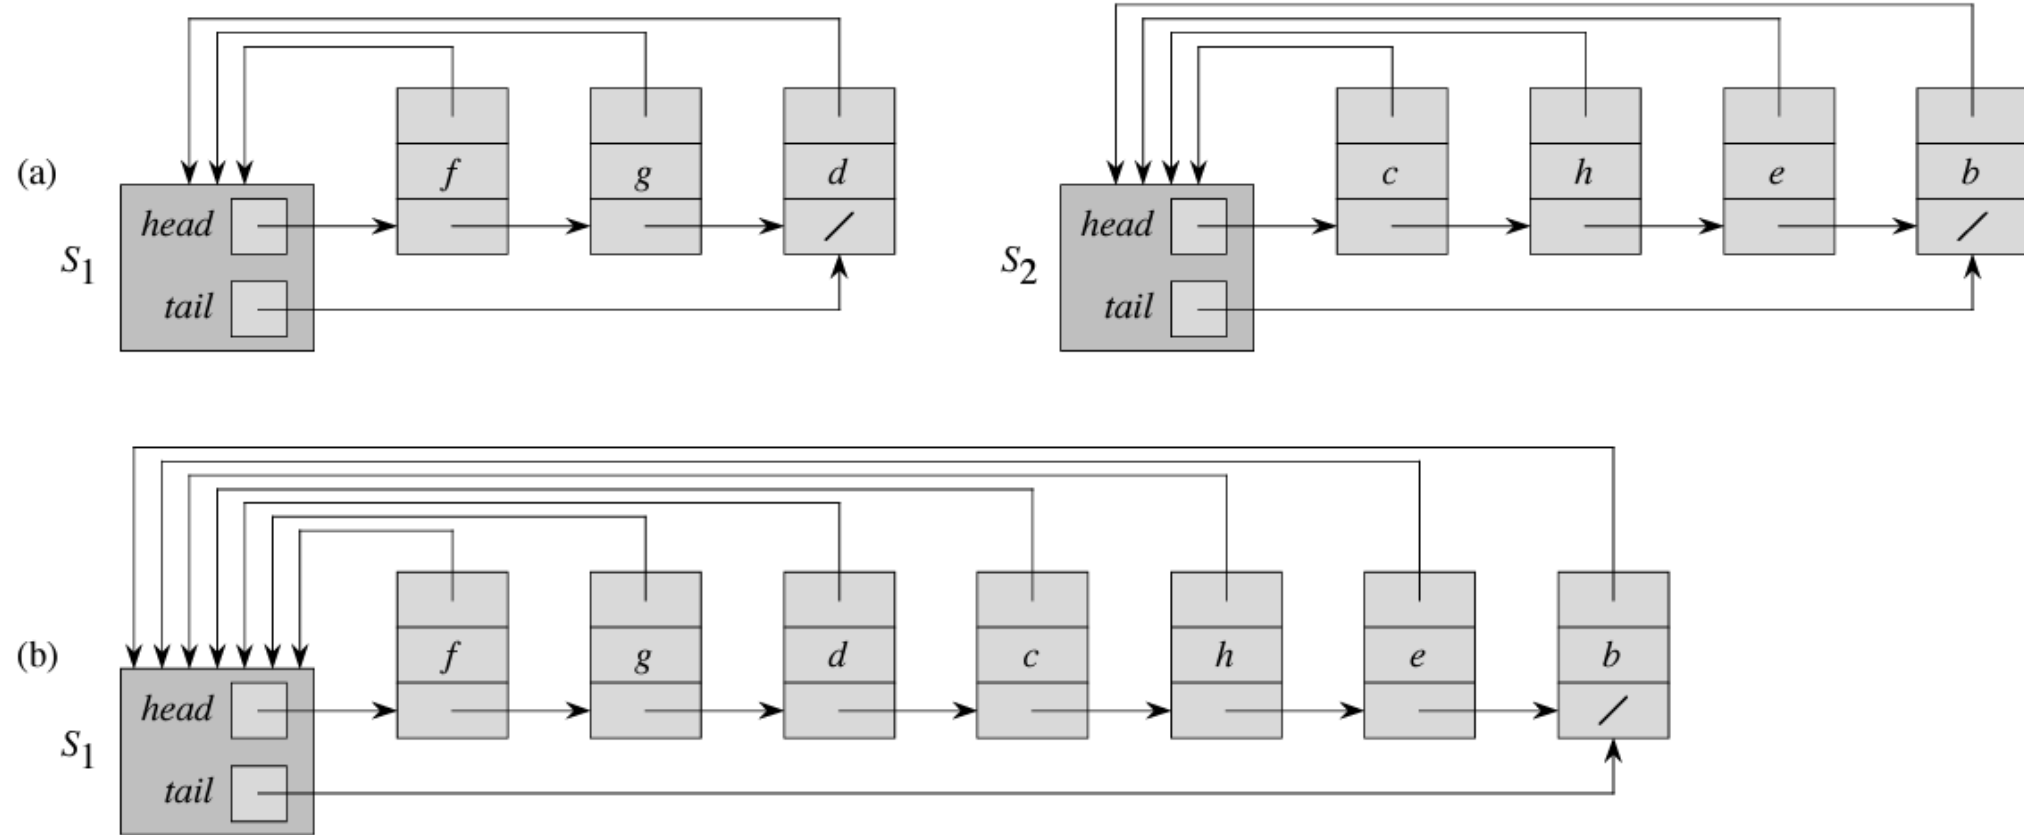 (a)
f g d
head
S1
tail
c h e b
head
S2
tail
(b)
f g d c h e b
head
S1
tail